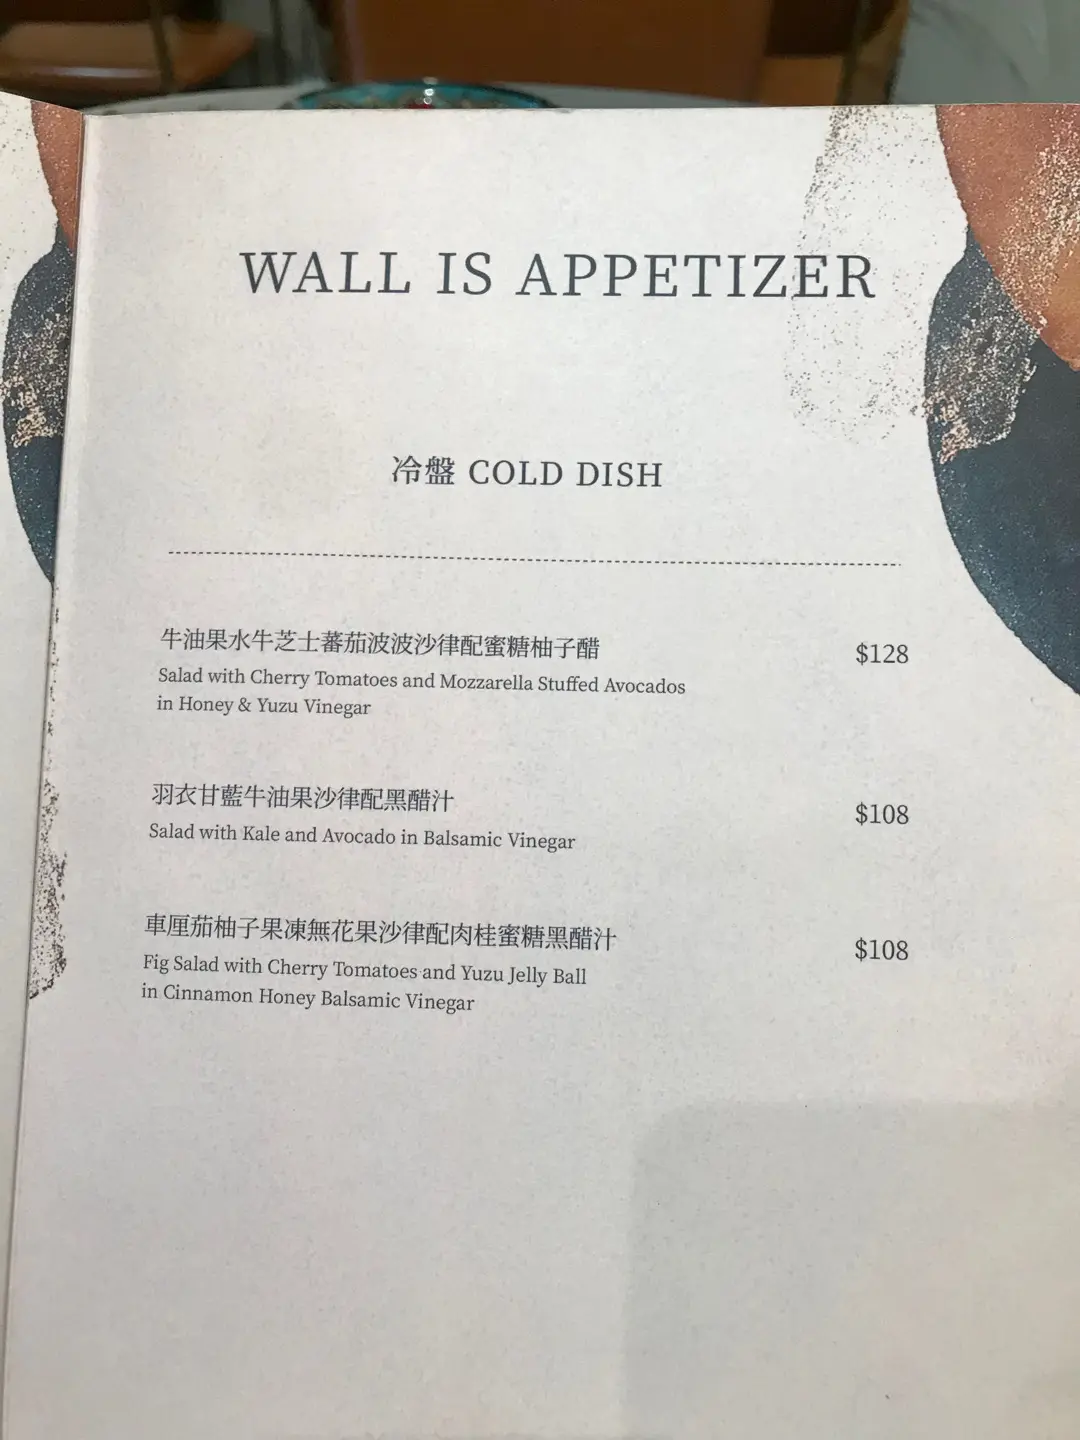 WALL IS APPETIZER
冷盤 COLD DISH
牛油果水牛芝士蕃茄波波沙律配蜜糖柚子醋
$128
Salad with Cherry Tomatoes and Mozzarella Stuffed Avocados
in Honey & Yuzu Vinegar
羽衣甘藍牛油果沙律配黑醋汁
$108
Salad with Kale and Avocado in Balsamic Vinegar
車厘茄柚子果凍無花果沙律配肉桂蜜糖黑醋汁
$108
Fig Salad with Cherry Tomatoes and Yuzu Jelly Ball
in Cinnamon Honey Balsamic Vinegar